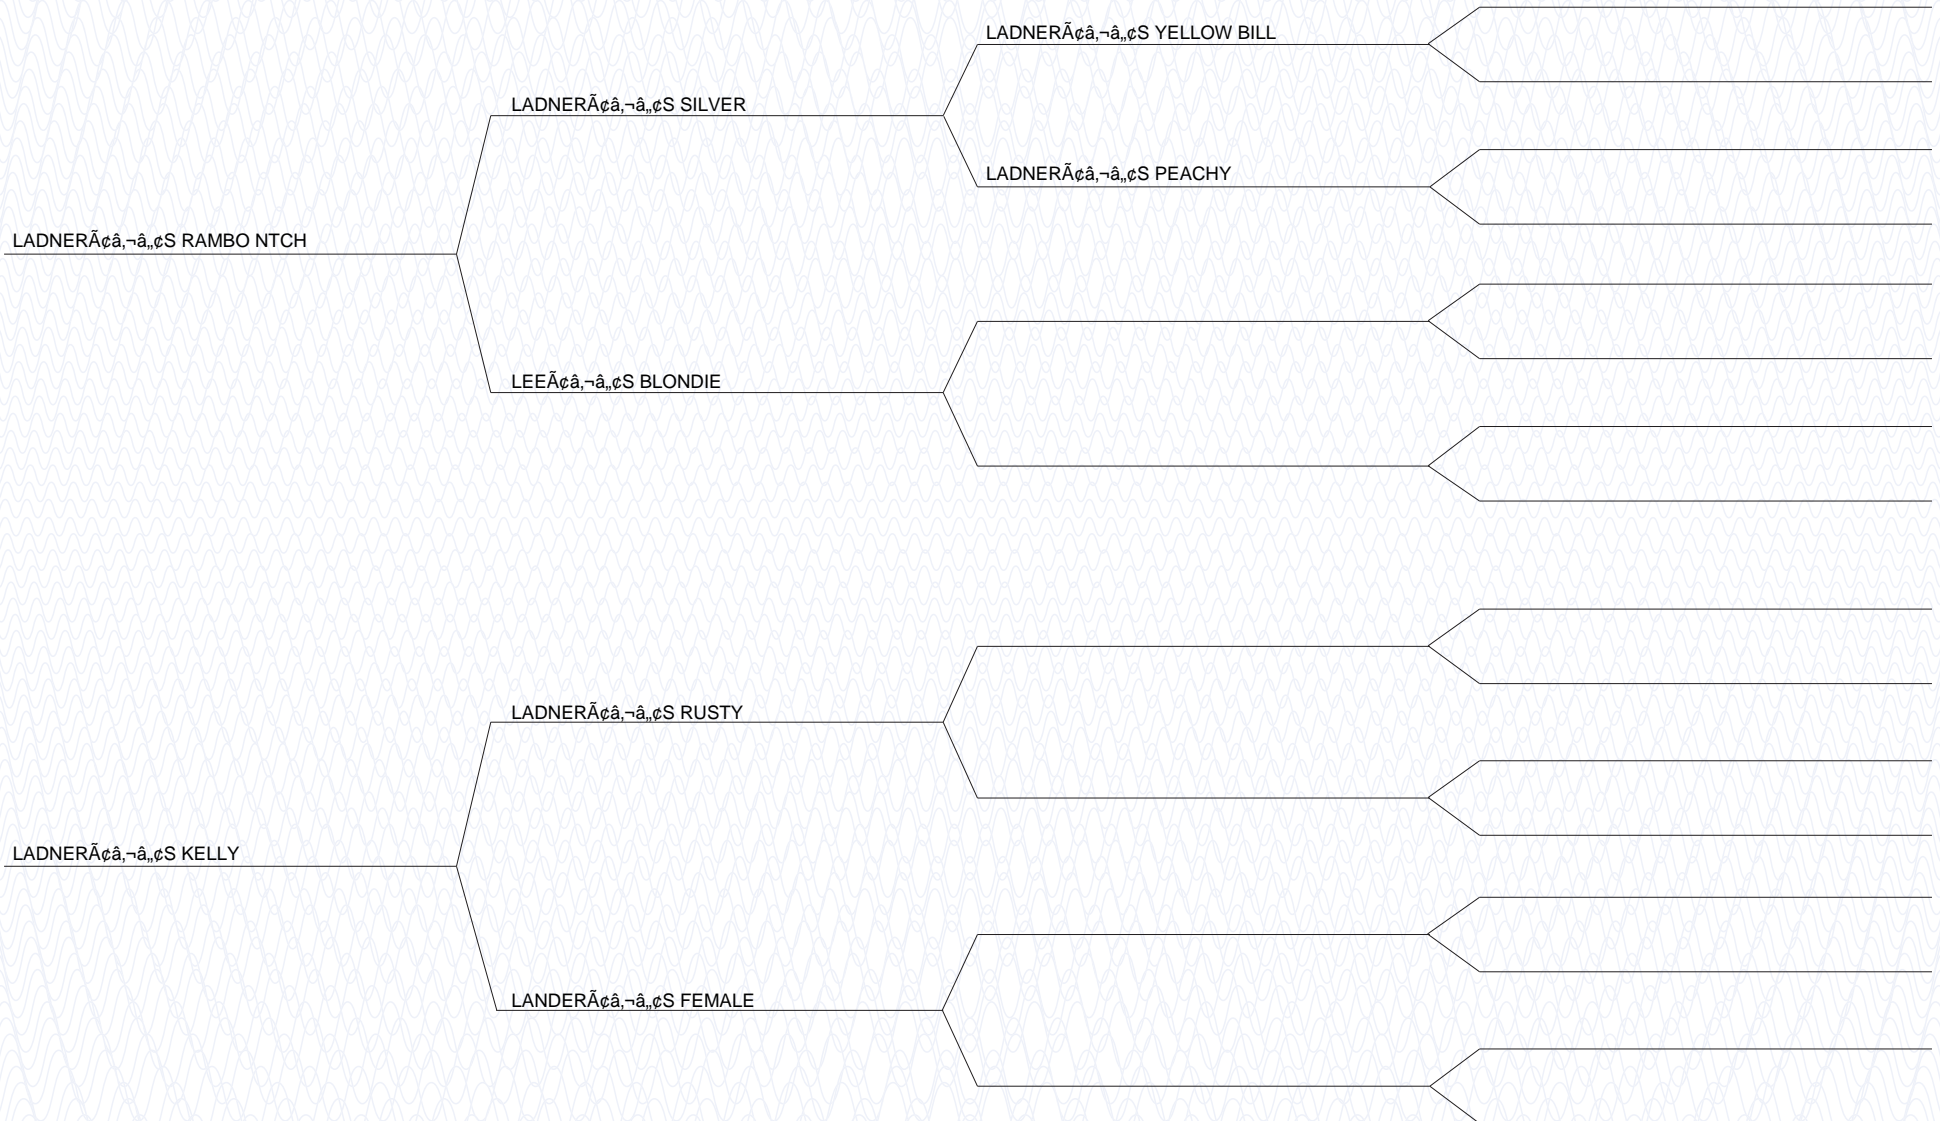 LADNERÃ¢â‚¬â„¢S YELLOW BILL
LADNERÃ¢â‚¬â„¢S SILVER
LADNERÃ¢â‚¬â„¢S PEACHY
LADNERÃ¢â‚¬â„¢S RAMBO NTCH
LEEÃ¢â‚¬â„¢S BLONDIE
LADNERÃ¢â‚¬â„¢S RUSTY
LADNERÃ¢â‚¬â„¢S KELLY
LANDERÃ¢â‚¬â„¢S FEMALE